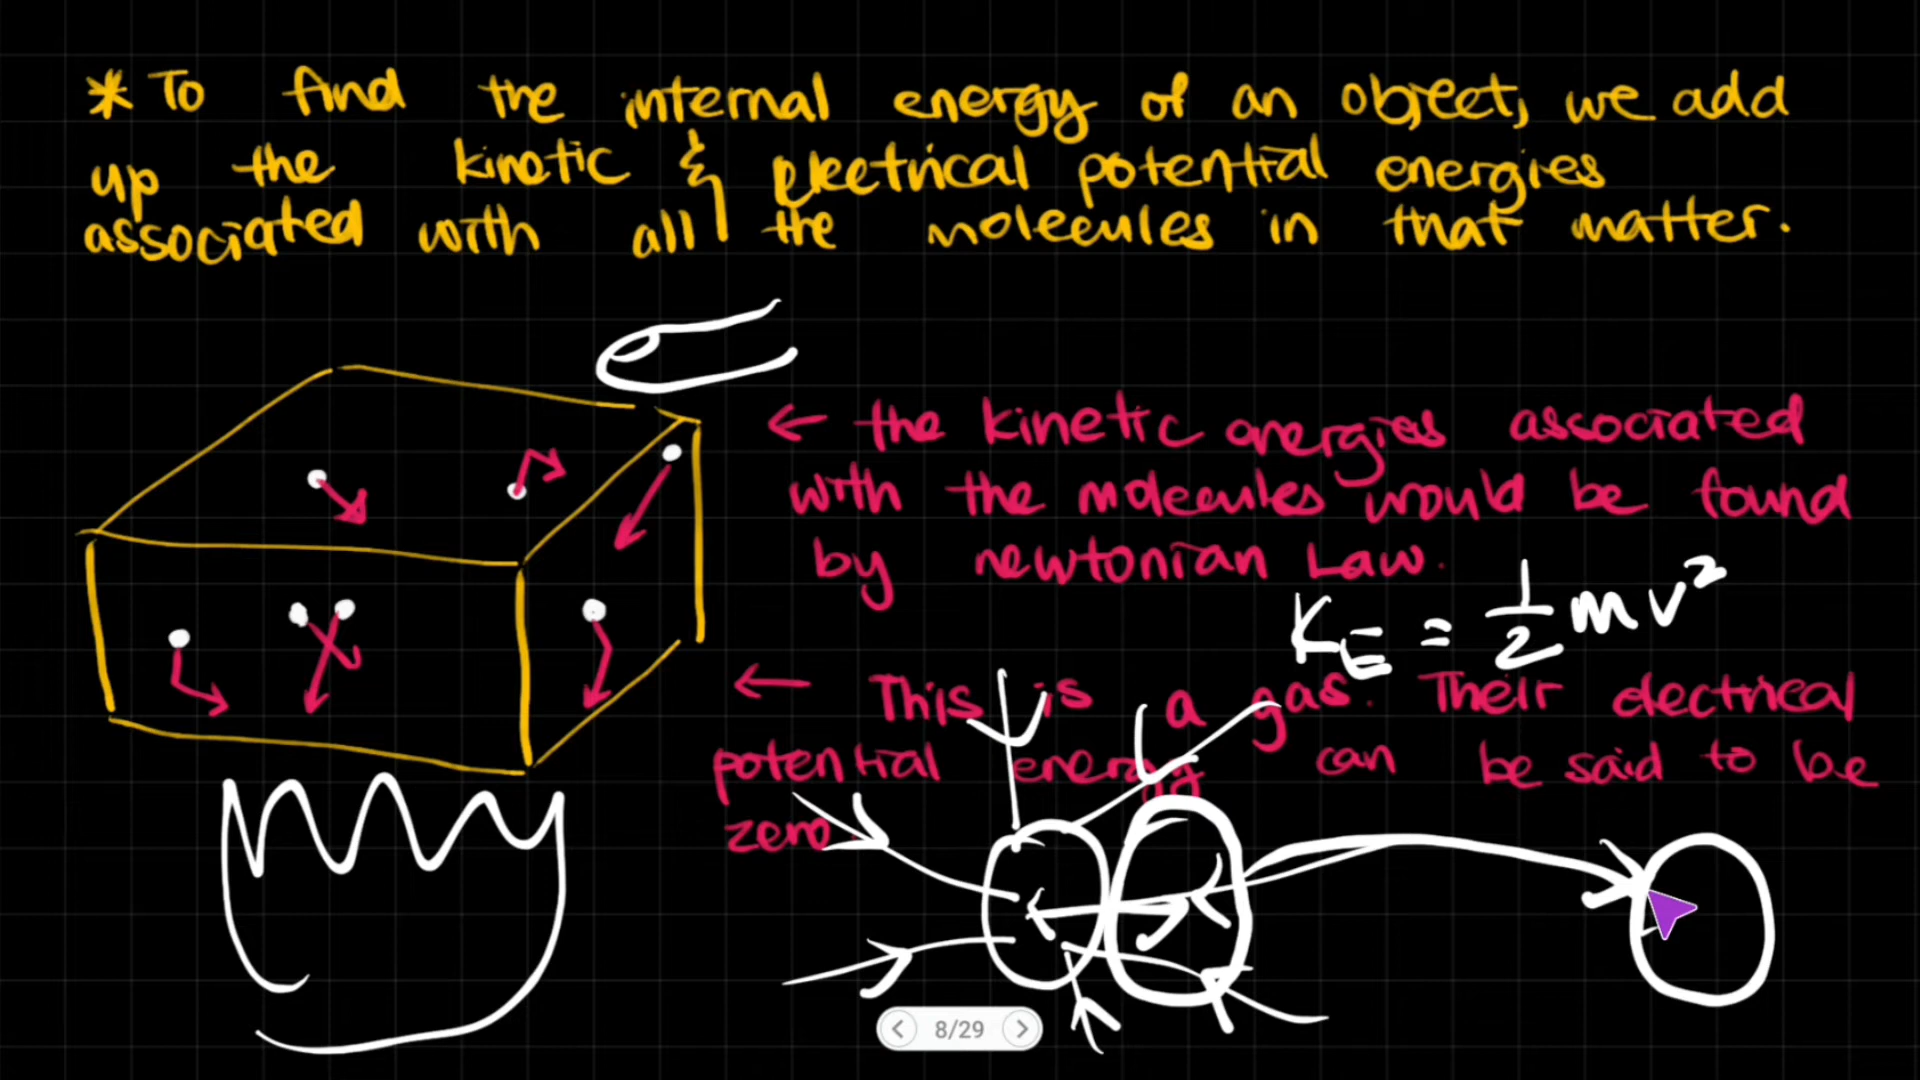 * To find the internal energy of an object, we add
up the kinetic & electrical potential energies
associated with all the molecules in that matter.
← the kinetic energies associated
with the molecules would be found
by newtonian Law.
KE = 1/2 mv²
← This is a gas. Their electrical
potential energy can be said to be
zero
8/29